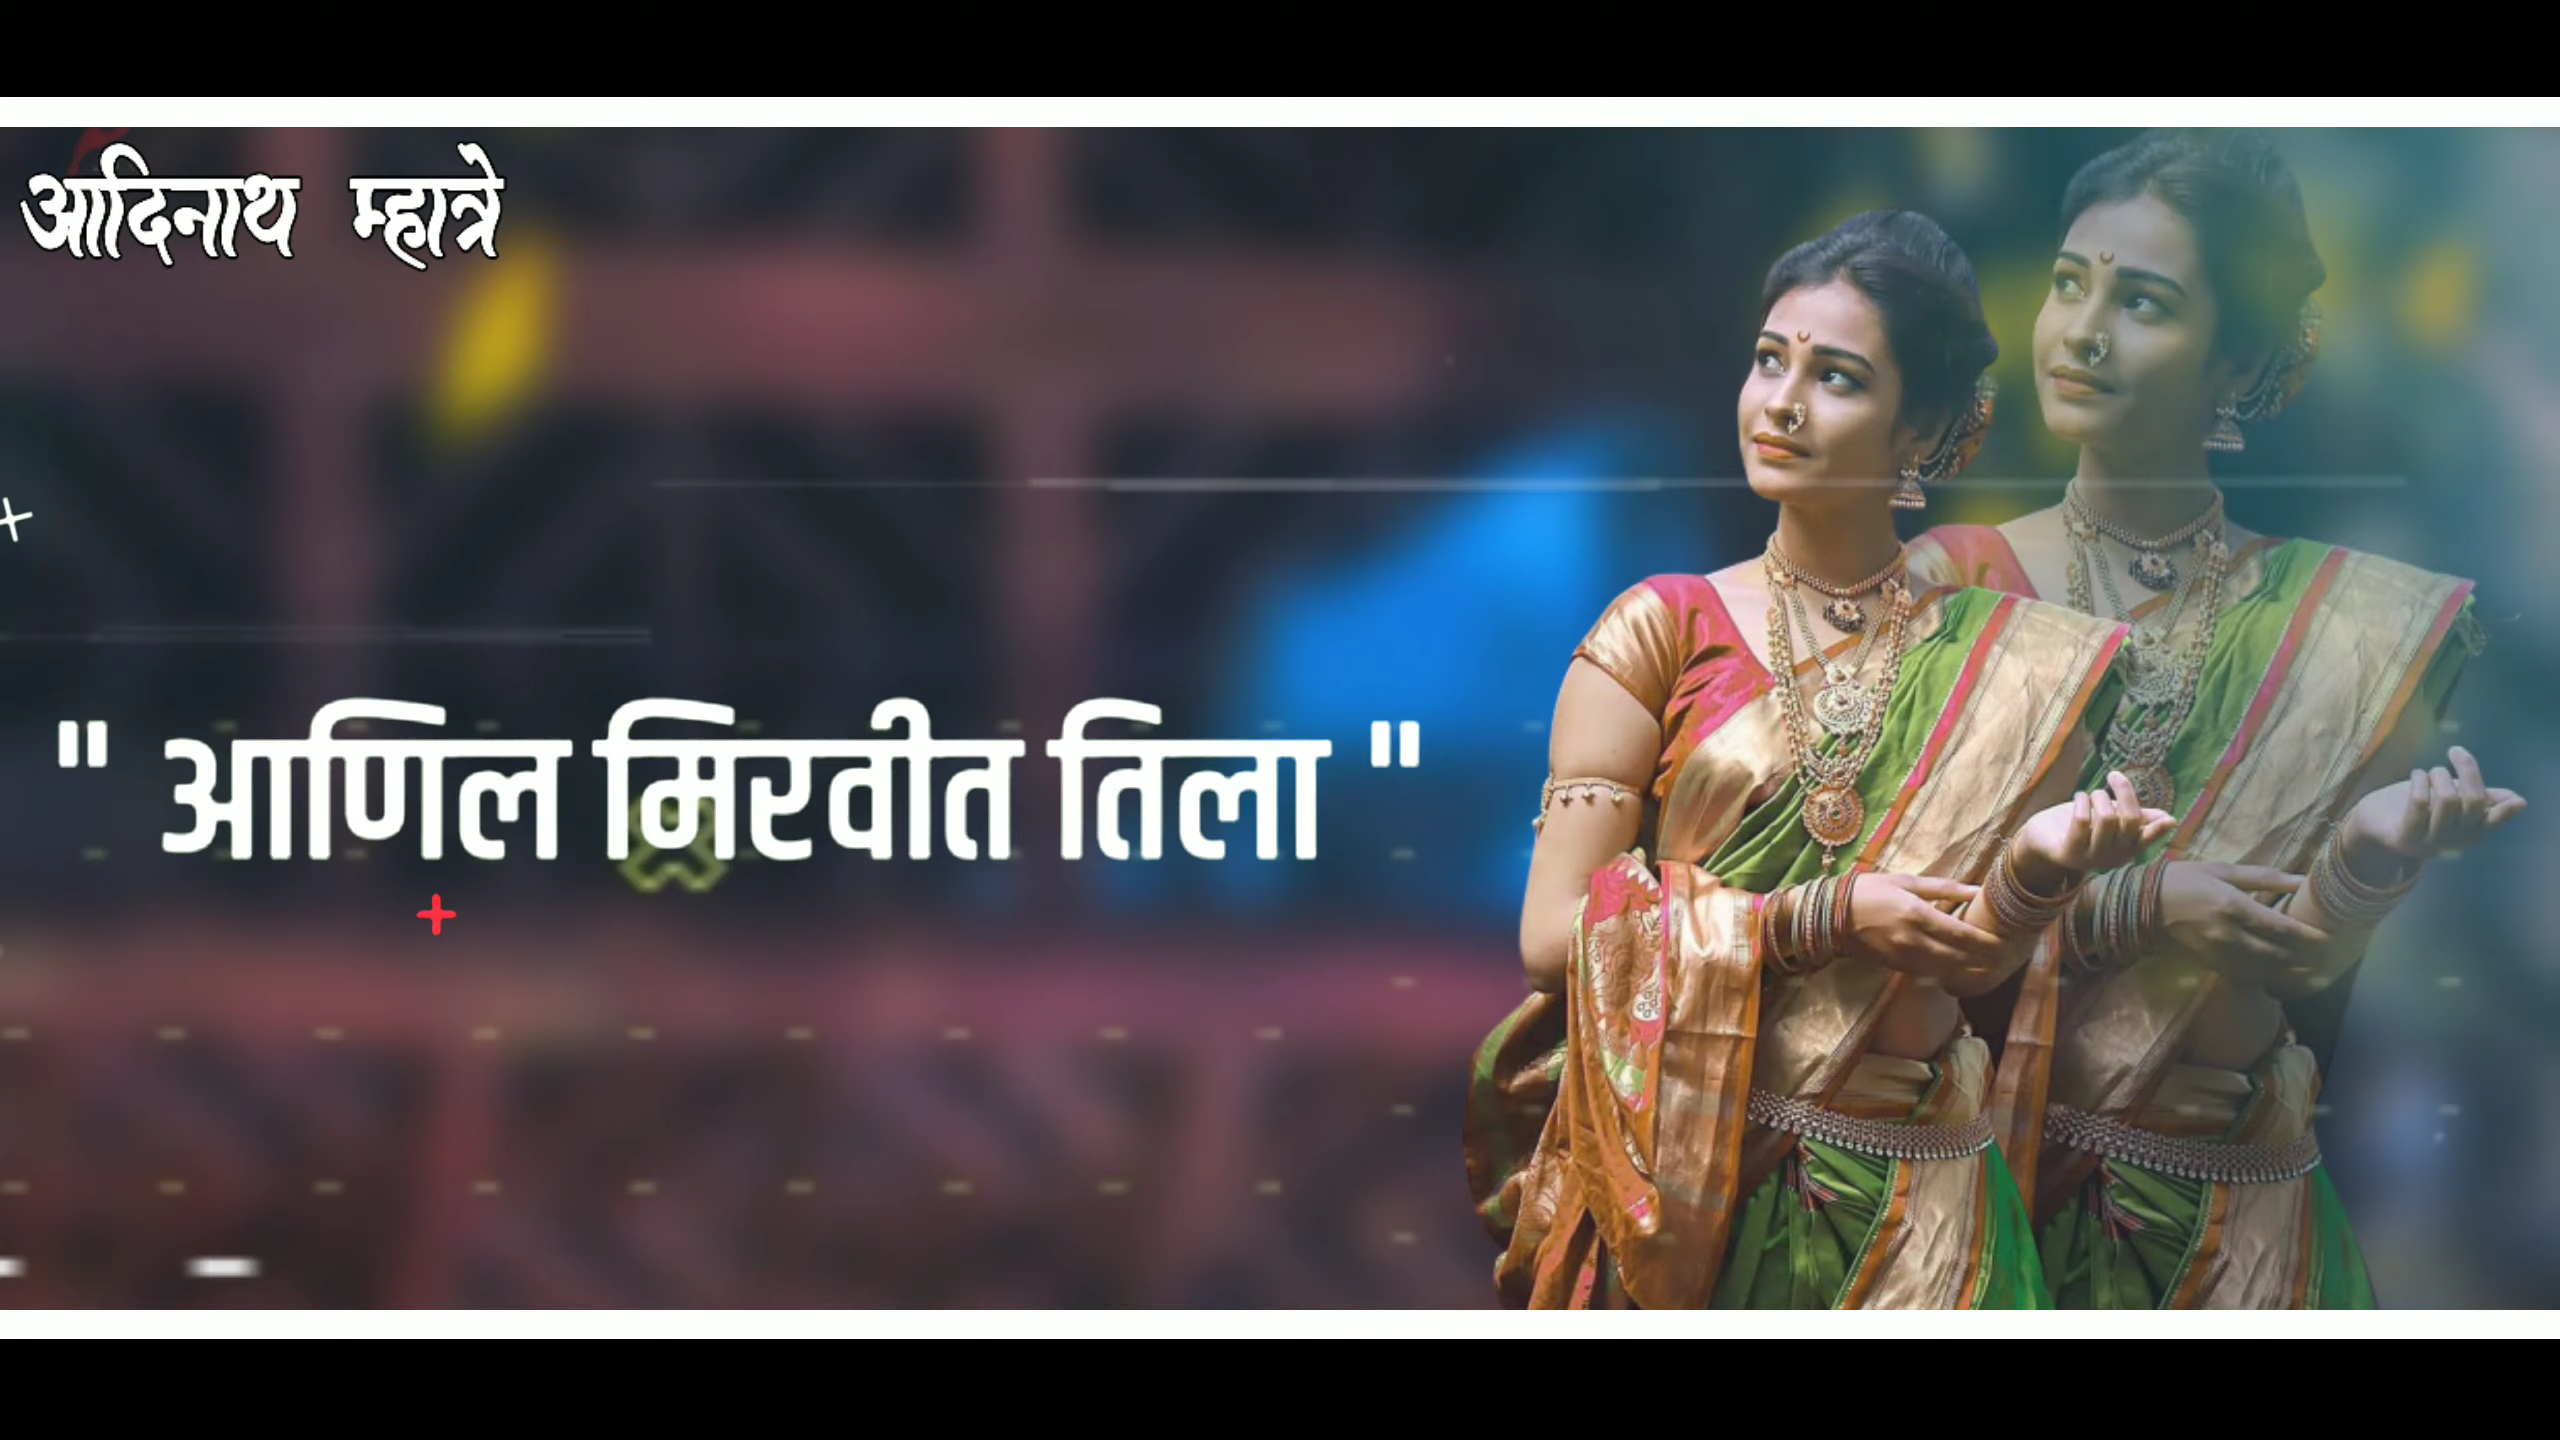 आदिनाथ म्हात्रे
" आणिल मिरवीत तिला "